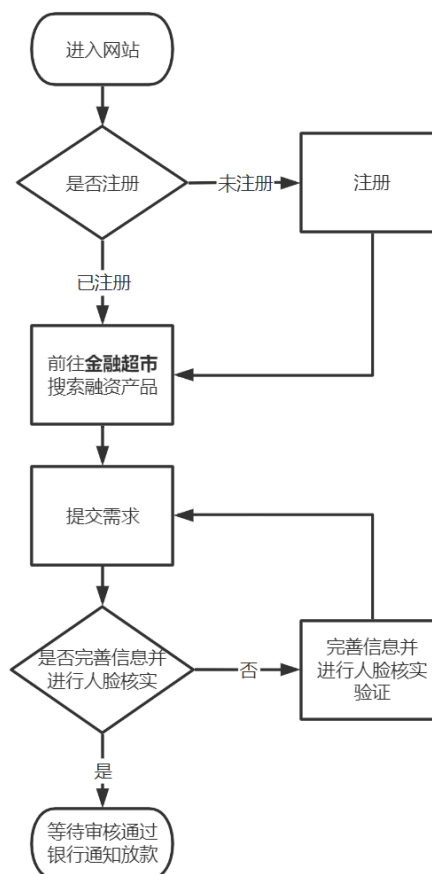 进入网站
是否注册
未注册
注册
已注册
前往金融超市
搜索融资产品
提交需求
是否完善信息并
进行人脸核实
否
完善信息并
进行人脸核实
验证
是
等待审核通过
银行通知放款